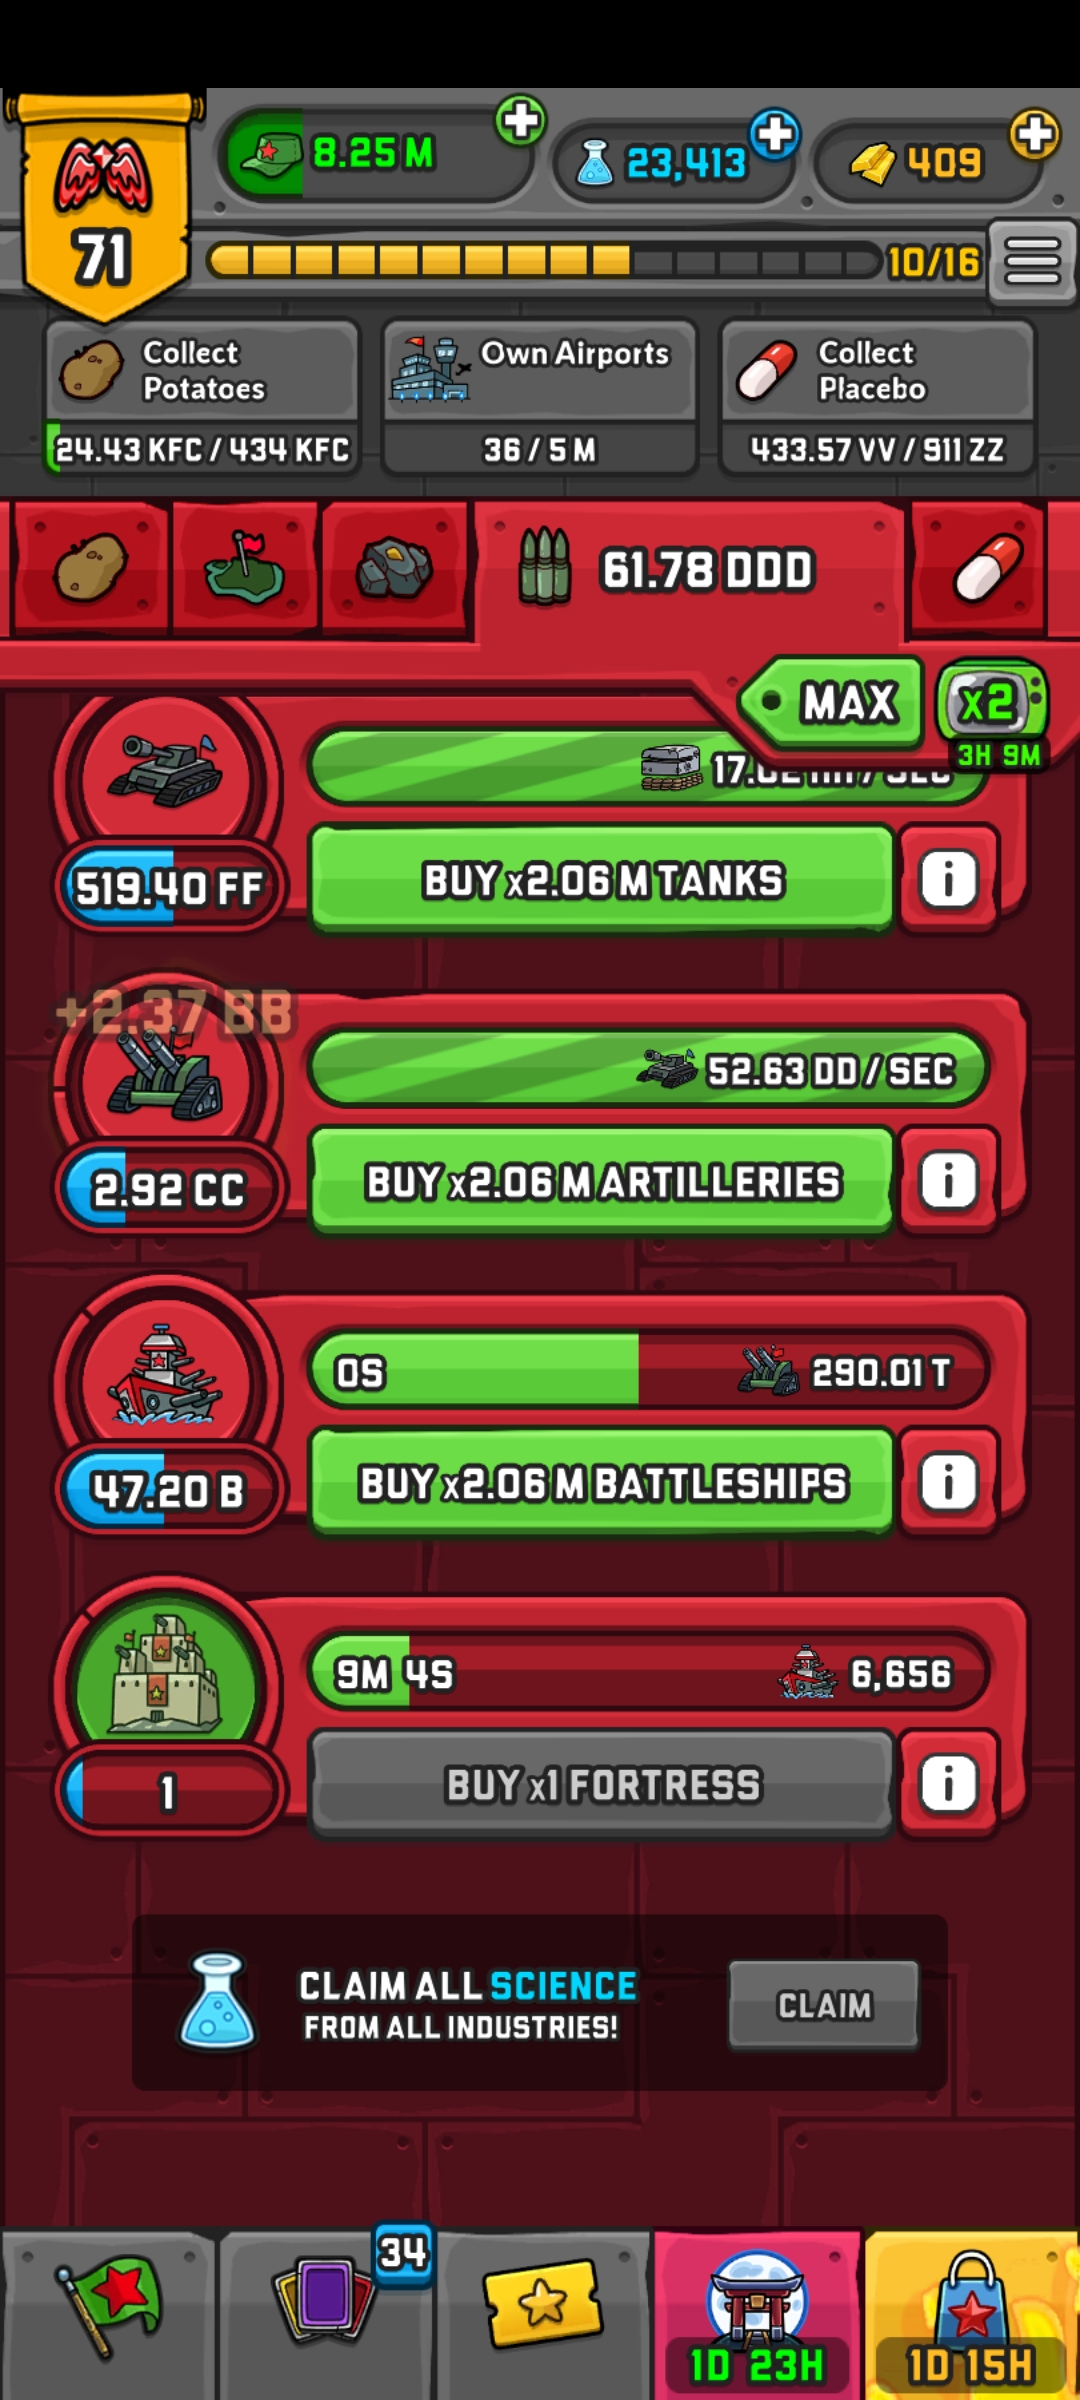 71
8.25 M
23,413
409
10/16
Collect
Potatoes
24.43 KFC / 434 KFC
Own Airports
36 / 5 M
Collect
Placebo
433.57 VV / 911 ZZ
61.78 DDD
MAX
x2
3H 9M
519.40 FF
BUY x2.06 M TANKS
i
+2.37 BB
52.63 DD / SEC
2.92 CC
BUY x2.06 M ARTILLERIES
i
0S
290.01 T
47.20 B
BUY x2.06 M BATTLESHIPS
i
9M 4S
6,656
1
BUY x1 FORTRESS
i
CLAIM ALL SCIENCE
FROM ALL INDUSTRIES!
CLAIM
34
1D 23H
1D 15H